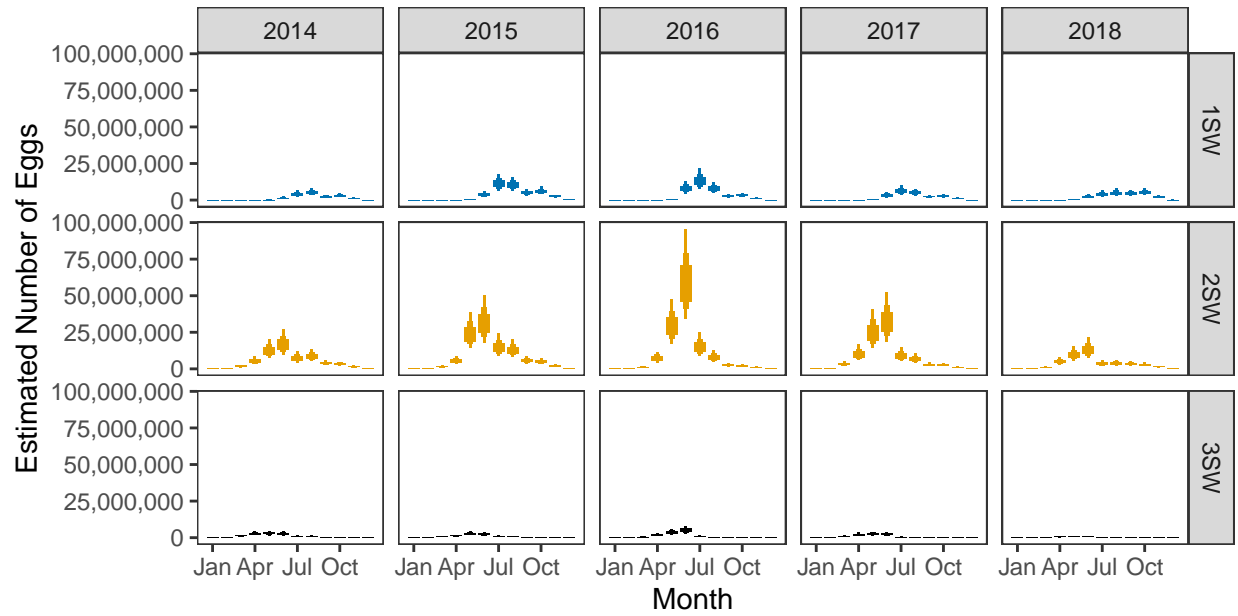 2014 2015 2016 2017 2018
Estimated Number of Eggs
100,000,000
75,000,000
50,000,000
25,000,000
0
1SW
100,000,000
75,000,000
50,000,000
25,000,000
0
2SW
100,000,000
75,000,000
50,000,000
25,000,000
0
3SW
Jan Apr Jul Oct Jan Apr Jul Oct Jan Apr Jul Oct Jan Apr Jul Oct Jan Apr Jul Oct
Month